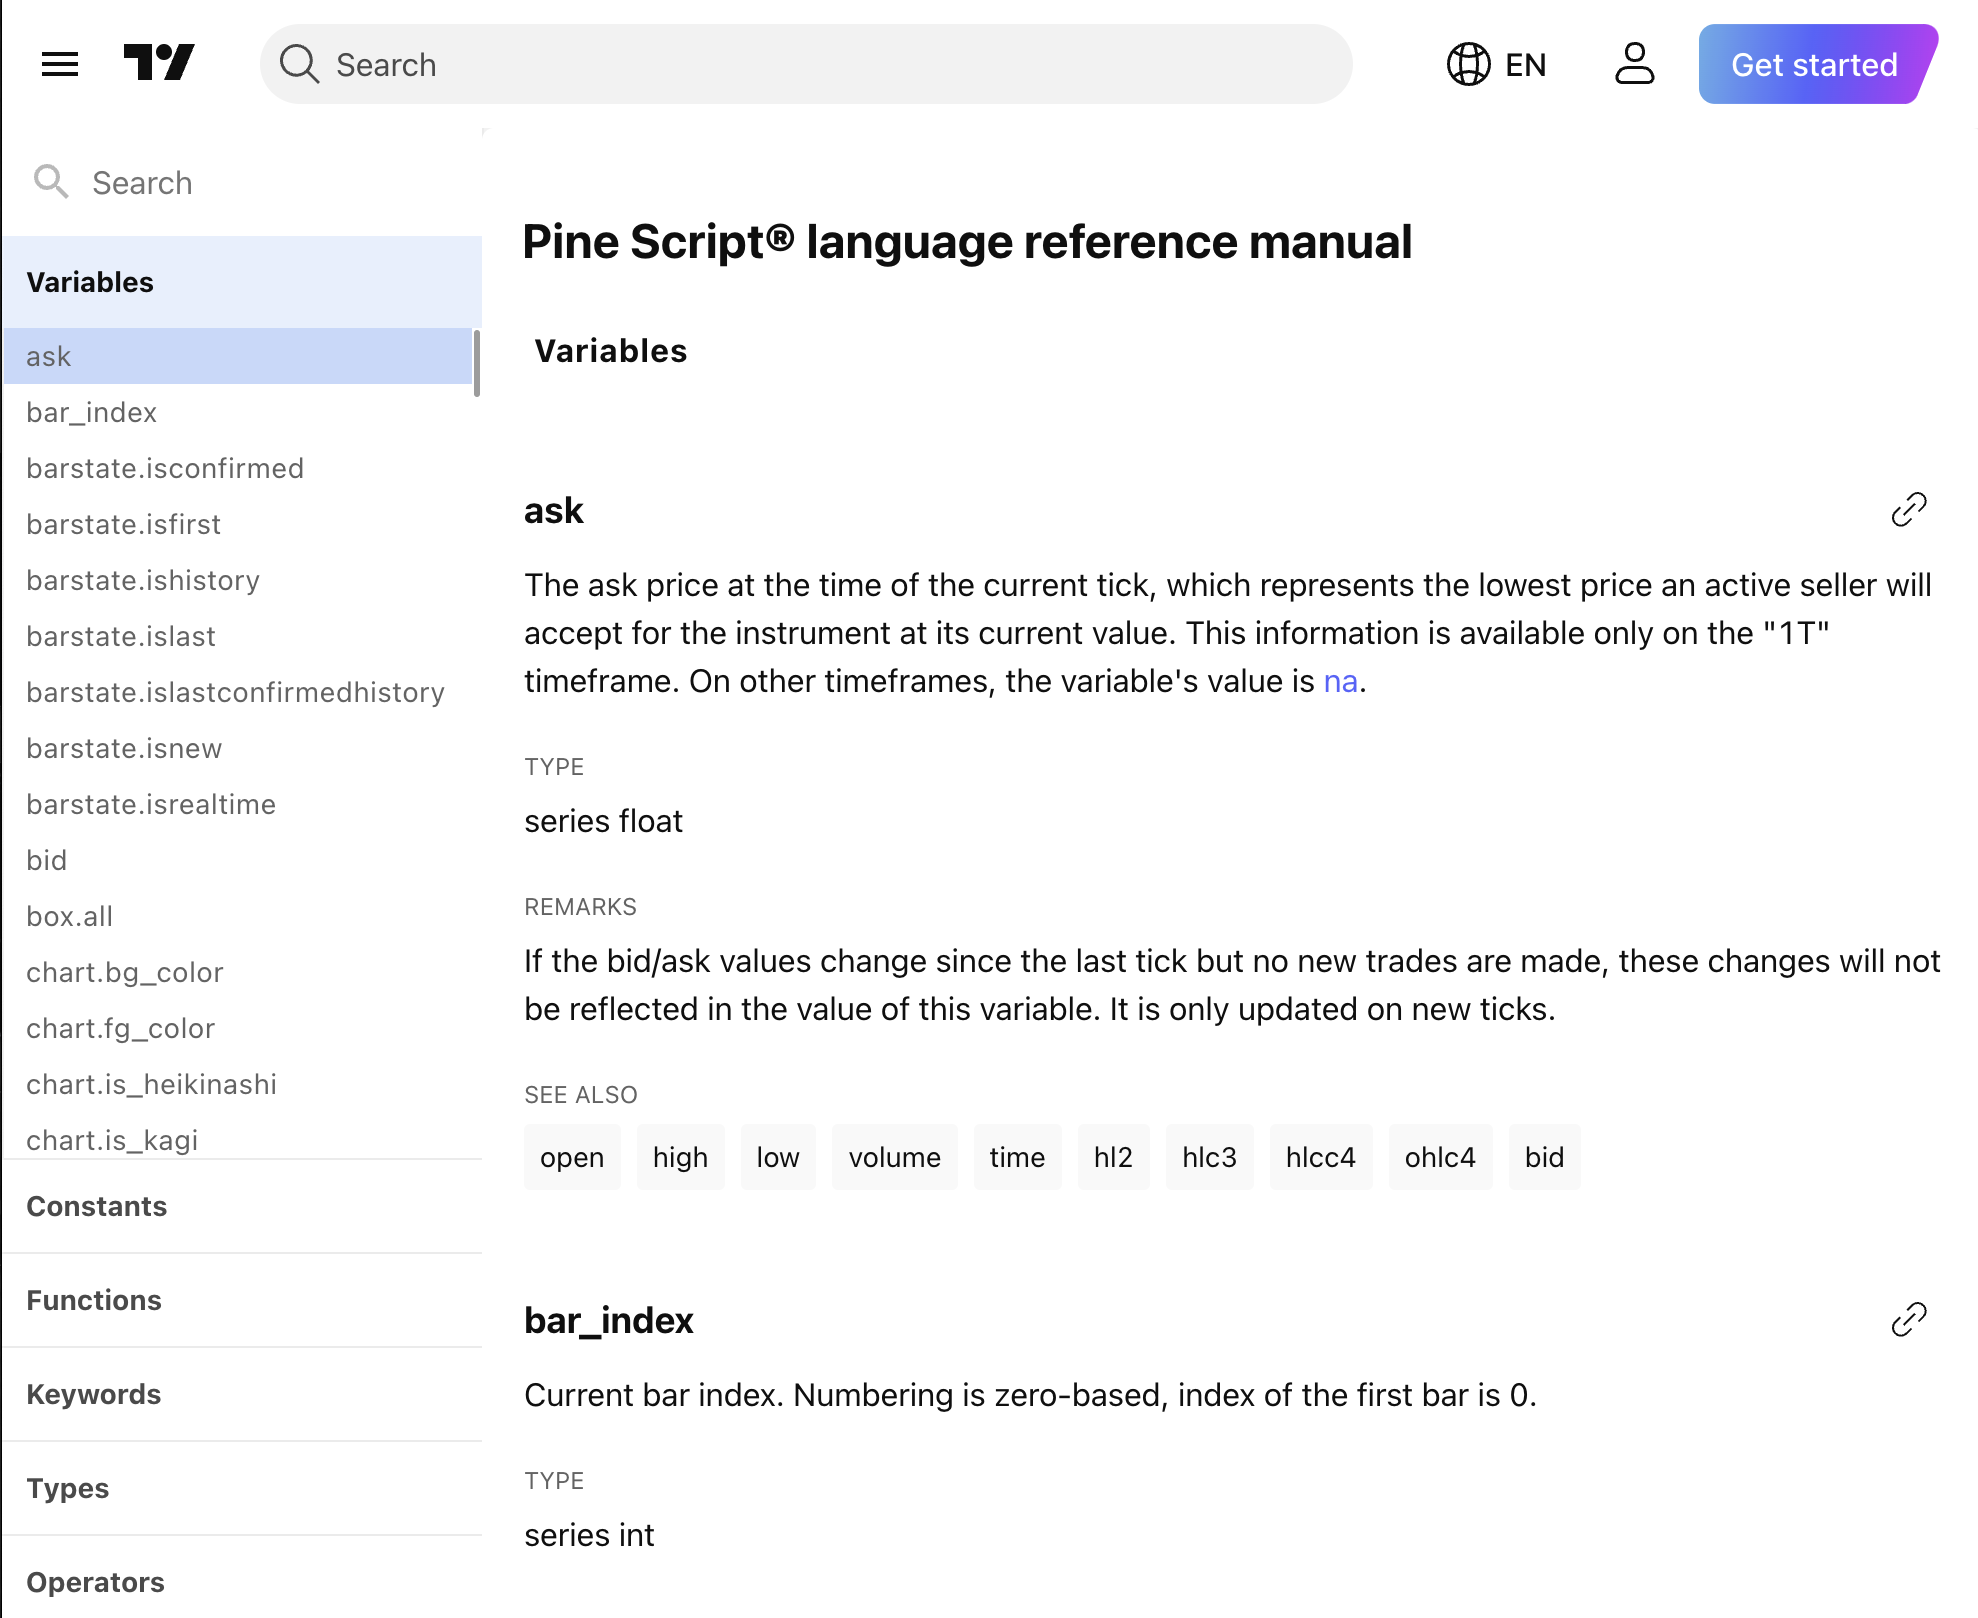 Search
EN
Get started
Search
Variables
ask
bar_index
barstate.isconfirmed
barstate.isfirst
barstate.ishistory
barstate.islast
barstate.islastconfirmedhistory
barstate.isnew
barstate.isrealtime
bid
box.all
chart.bg_color
chart.fg_color
chart.is_heikinashi
chart.is_kagi
Constants
Functions
Keywords
Types
Operators
Pine Script® language reference manual
Variables
ask
The ask price at the time of the current tick, which represents the lowest price an active seller will
accept for the instrument at its current value. This information is available only on the "1T"
timeframe. On other timeframes, the variable's value is na.
TYPE
series float
REMARKS
If the bid/ask values change since the last tick but no new trades are made, these changes will not
be reflected in the value of this variable. It is only updated on new ticks.
SEE ALSO
open high low volume time hl2 hlc3 hlcc4 ohlc4 bid
bar_index
Current bar index. Numbering is zero-based, index of the first bar is 0.
TYPE
series int